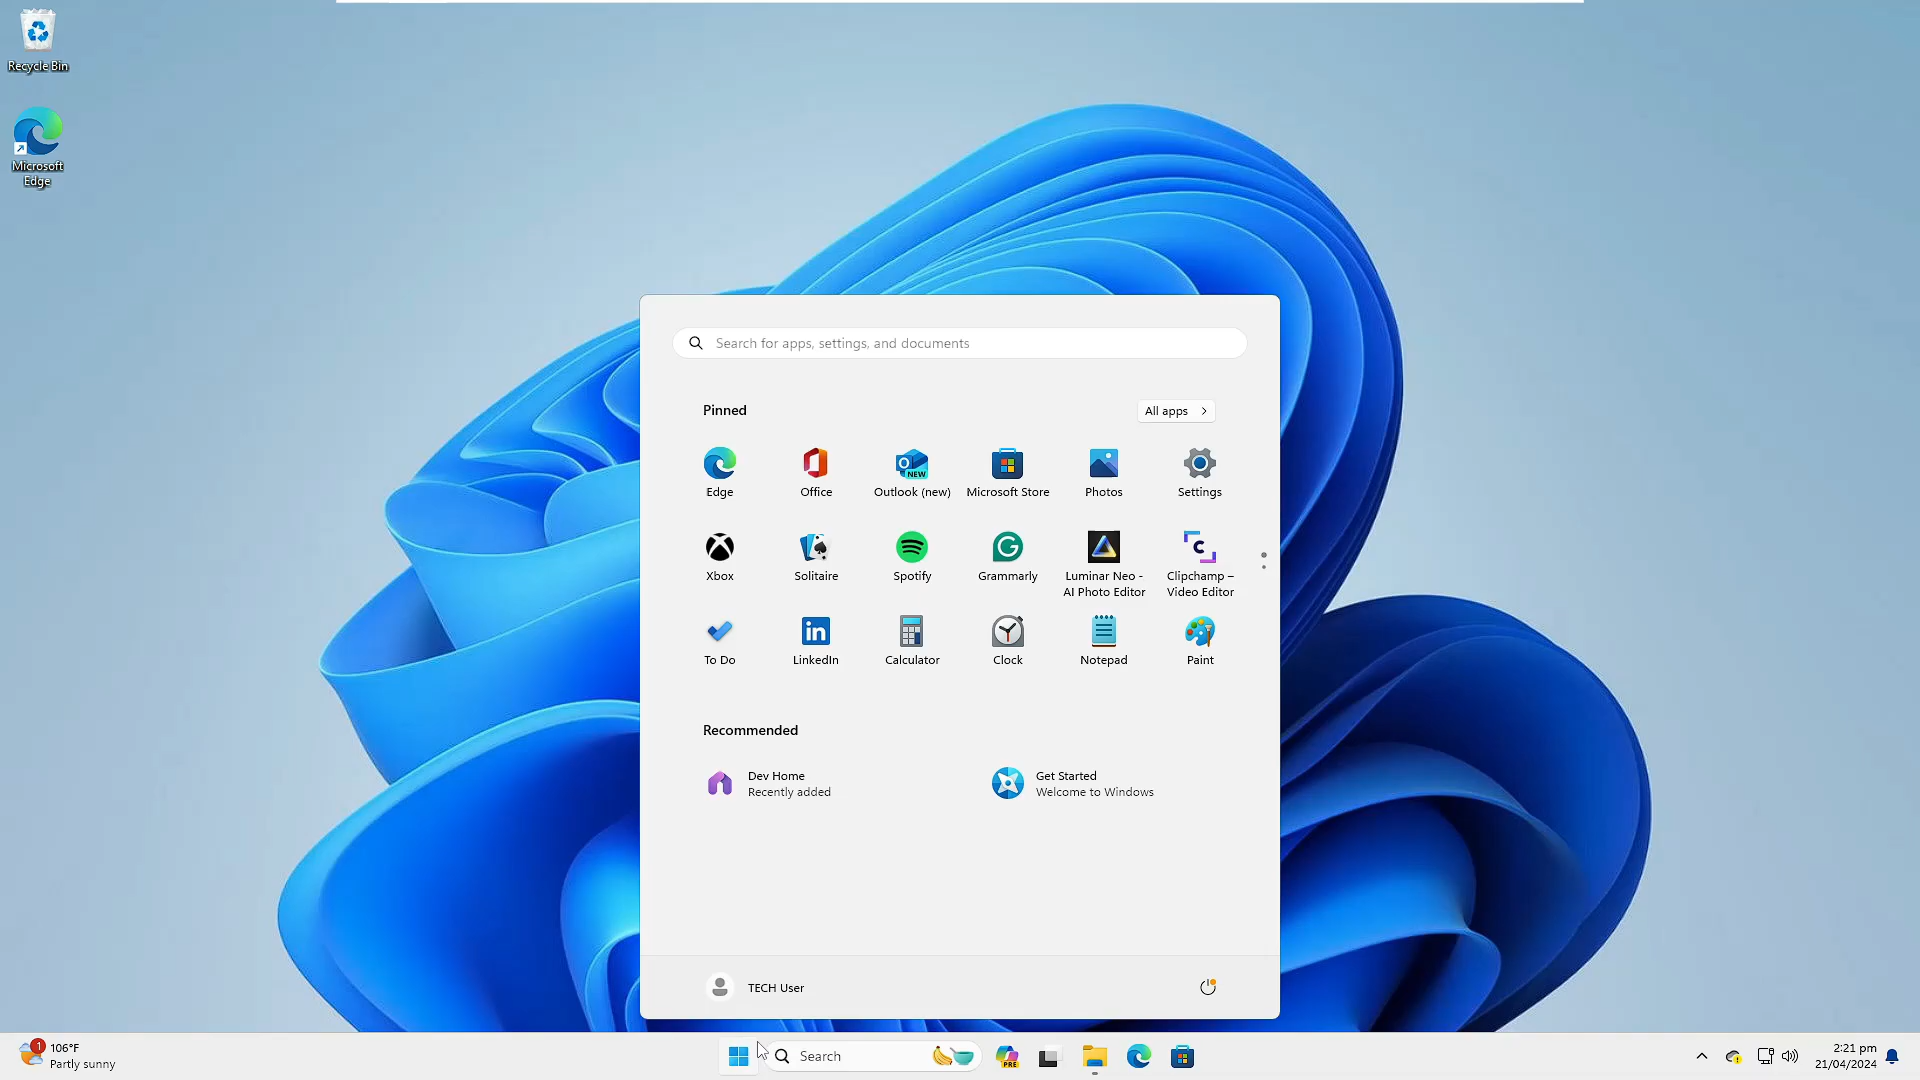 Recycle Bin
Microsoft
Edge
Search for apps, settings, and documents
Pinned
All apps
Edge
Office
Outlook (new)
Microsoft Store
Photos
Settings
Xbox
Solitaire
Spotify
Grammarly
Luminar Neo -
AI Photo Editor
Clipchamp –
Video Editor
To Do
LinkedIn
Calculator
Clock
Notepad
Paint
Recommended
Dev Home
Recently added
Get Started
Welcome to Windows
TECH User
1
106°F
Partly sunny
Search
PRE
2:21 pm
21/04/2024
NEW